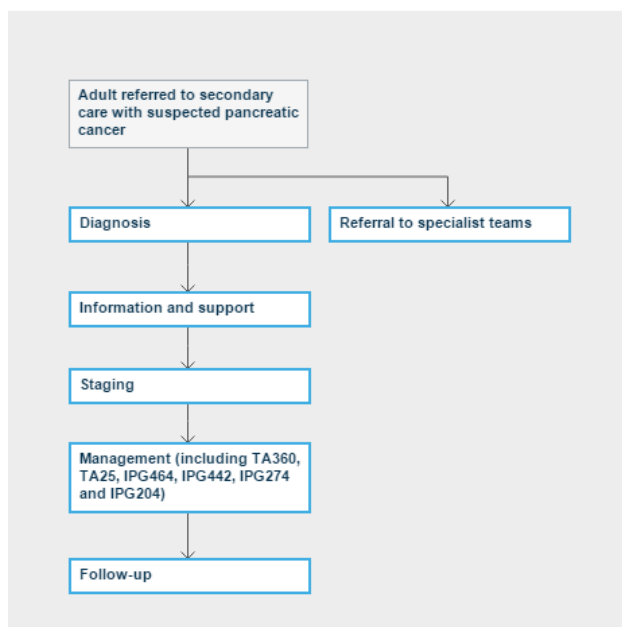 Adult referred to secondary
care with suspected pancreatic
cancer
Diagnosis
Referral to specialist teams
Information and support
Staging
Management (including TA360,
TA25, IPG464, IPG442, IPG274
and IPG204)
Follow-up